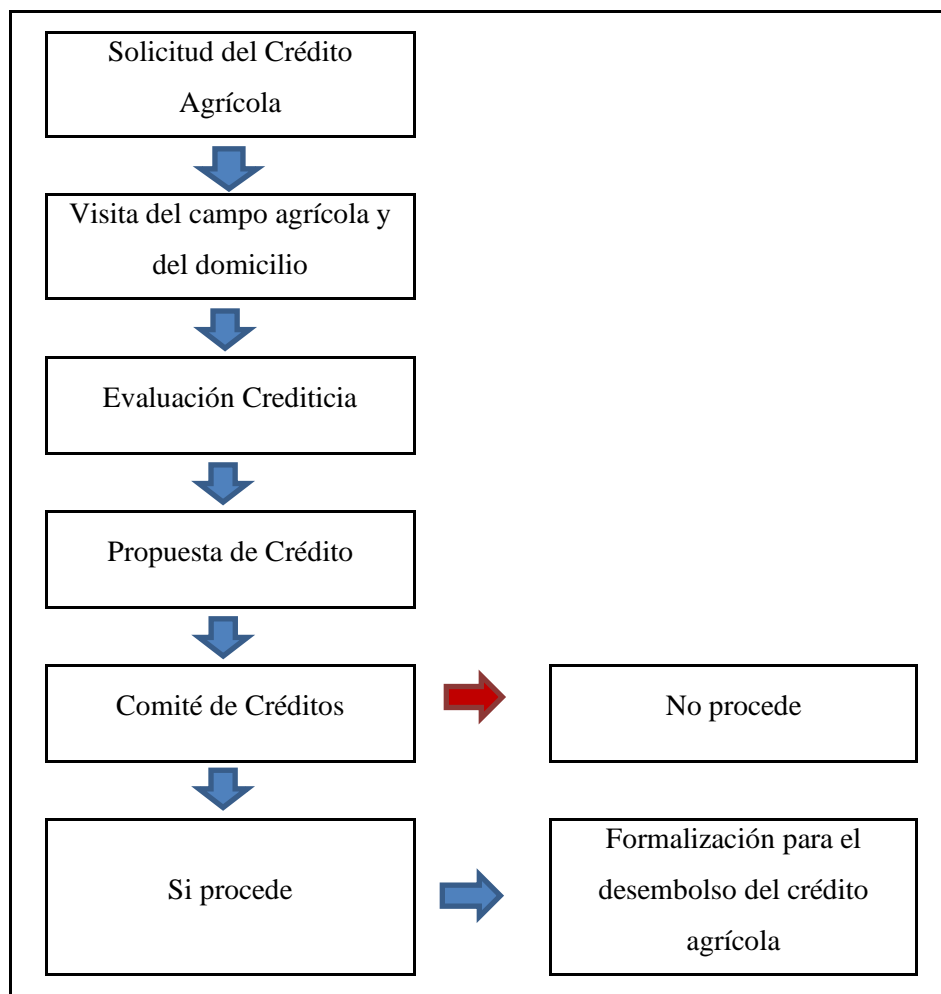 Solicitud del Crédito
Agrícola
Visita del campo agrícola y
del domicilio
Evaluación Crediticia
Propuesta de Crédito
Comité de Créditos
No procede
Si procede
Formalización para el
desembolso del crédito
agrícola